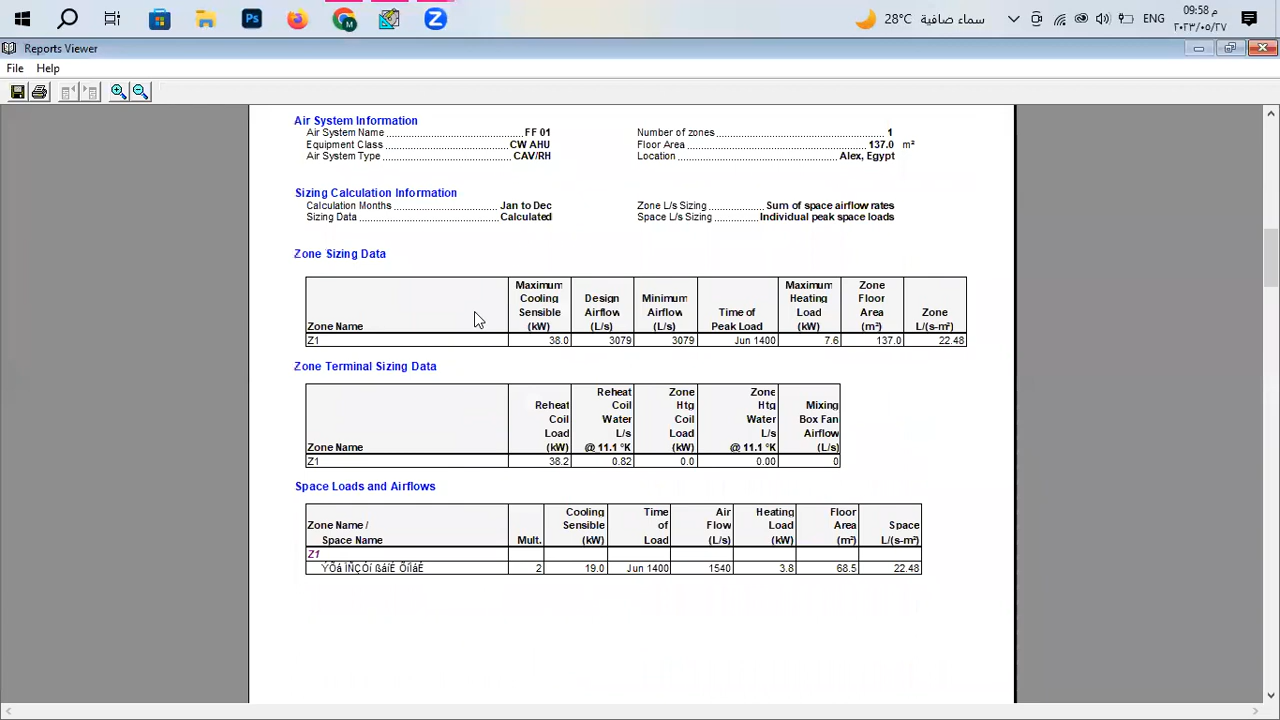 سماء صافية 28°C
ENG
09:58 م
٢٠٢٣/٠٥/٢٧
Reports Viewer
File Help
Air System Information
Air System Name FF 01
Equipment Class CW AHU
Air System Type CAV/RH
Number of zones 1
Floor Area 137.0 m²
Location Alex, Egypt
Sizing Calculation Information
Calculation Months Jan to Dec
Sizing Data Calculated
Zone L/s Sizing Sum of space airflow rates
Space L/s Sizing Individual peak space loads
Zone Sizing Data
Zone Name Maximum Cooling Sensible (kW) Design Airflow (L/s) Minimum Airflow (L/s) Time of Peak Load Maximum Heating Load (kW) Zone Floor Area (m²) Zone L/(s-m²)
Z1 38.0 3079 3079 Jun 1400 7.6 137.0 22.48
Zone Terminal Sizing Data
Zone Name Reheat Coil Load (kW) Reheat Coil Water L/s @ 11.1 °K Zone Htg Coil Load (kW) Zone Htg Water L/s @ 11.1 °K Mixing Box Fan Airflow (L/s)
Z1 38.2 0.82 0.0 0.00 0
Space Loads and Airflows
Zone Name / Space Name Mult. Cooling Sensible (kW) Time of Load Air Flow (L/s) Heating Load (kW) Floor Area (m²) Space L/(s-m²)
Z1
2 19.0 Jun 1400 1540 3.8 68.5 22.48